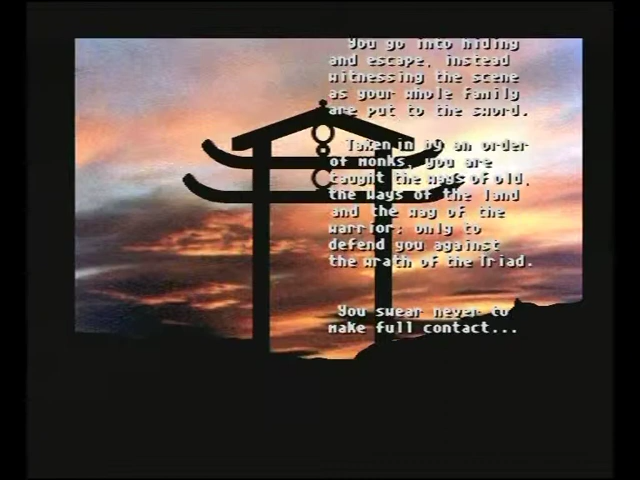 You go into hiding
and escape, instead
witnessing the scene
as your whole family
are put to the sword.
Taken in by an order
of monks, you are
taught the ways of old,
the ways of the land
and the way of the
warrior; only to
defend you against
the wrath of the Triad.
You swear never to
make full contact...